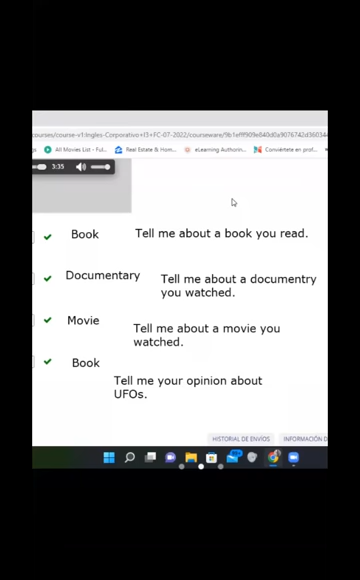 courses/course-v1:Ingles-Corporativo+I3+FC-07-2022/courseware/
All Movies List - Ful... Real Estate & Hom... eLearning Authorin... Conviértete en prof...
3:35
Book Tell me about a book you read.
Documentary Tell me about a documentry
you watched.
Movie Tell me about a movie you
watched.
Book
Tell me your opinion about
UFOs.
HISTORIAL DE ENVÍOS INFORMACIÓN D